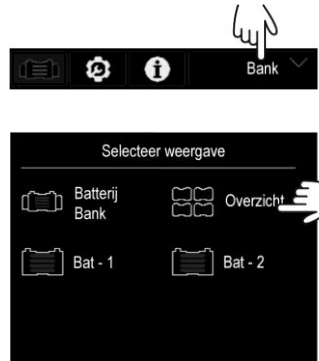 Bank
Selecteer weergave
Batterij
Bank
Overzicht
Bat - 1
Bat - 2